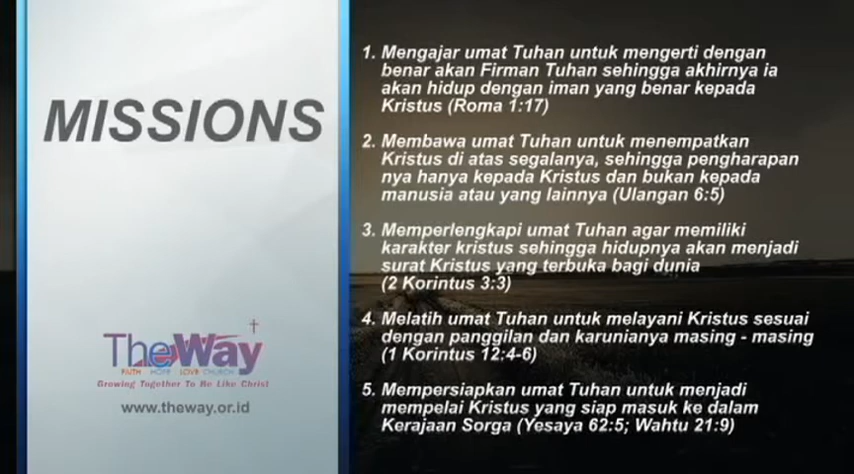 MISSIONS
TheWay
FAITH HOPE LOVE CHURCH
Growing Together To Be Like Christ
www.theway.or.id
1. Mengajar umat Tuhan untuk mengerti dengan
benar akan Firman Tuhan sehingga akhirnya ia
akan hidup dengan iman yang benar kepada
Kristus (Roma 1:17)
2. Membawa umat Tuhan untuk menempatkan
Kristus di atas segalanya, sehingga pengharapan
nya hanya kepada Kristus dan bukan kepada
manusia atau yang lainnya (Ulangan 6:5)
3. Memperlengkapi umat Tuhan agar memiliki
karakter kristus sehingga hidupnya akan menjadi
surat Kristus yang terbuka bagi dunia
(2 Korintus 3:3)
4. Melatih umat Tuhan untuk melayani Kristus sesuai
dengan panggilan dan karunianya masing - masing
(1 Korintus 12:4-6)
5. Mempersiapkan umat Tuhan untuk menjadi
mempelai Kristus yang siap masuk ke dalam
Kerajaan Sorga (Yesaya 62:5; Wahtu 21:9)